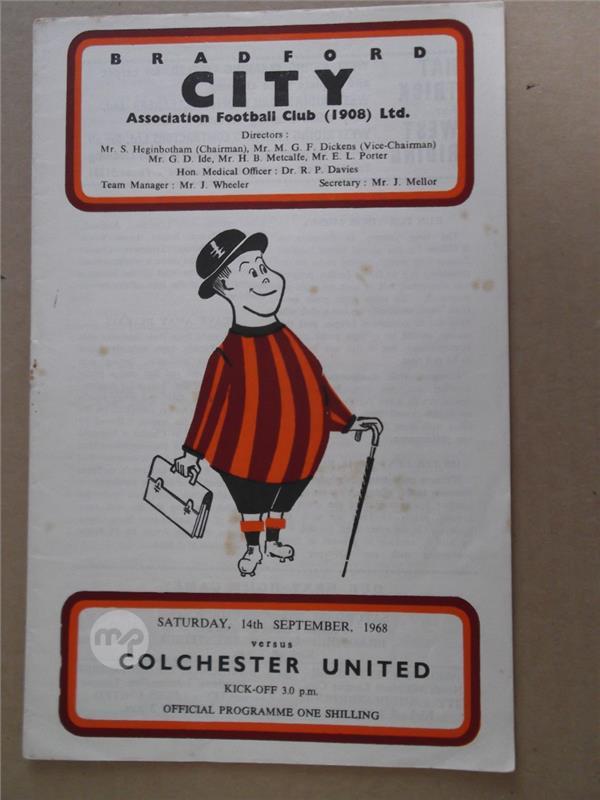 BRADFORD
CITY
Association Football Club (1908) Ltd.
Directors :
Mr. S. Heginbotham (Chairman), Mr. M. G. F. Dickens (Vice-Chairman)
Mr. G. D. Ide, Mr. H. B. Metcalfe, Mr. E. L. Porter
Hon. Medical Officer : Dr. R. P. Davies
Team Manager : Mr. J. Wheeler Secretary : Mr. J. Mellor
SATURDAY, 14th SEPTEMBER, 1968
versus
COLCHESTER UNITED
KICK-OFF 3.0 p.m.
OFFICIAL PROGRAMME ONE SHILLING
mp